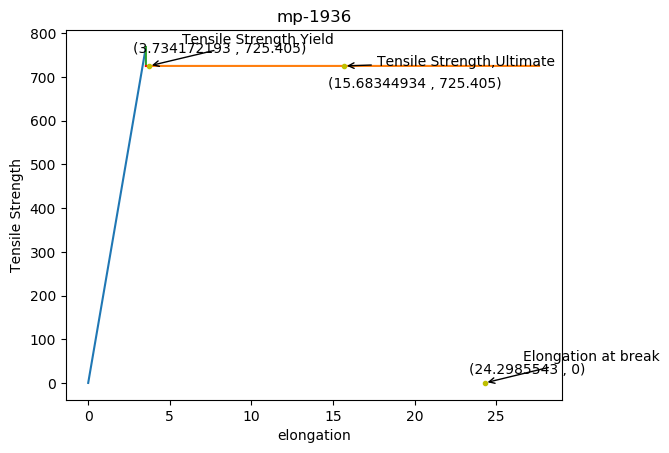 mp-1936
Tensile Strength,Yield
(3.734172193 , 725.405)
Tensile Strength,Ultimate
(15.68344934 , 725.405)
Elongation at break
(24.2985543 , 0)
Tensile Strength
800
700
600
500
400
300
200
100
0
0 5 10 15 20 25
elongation